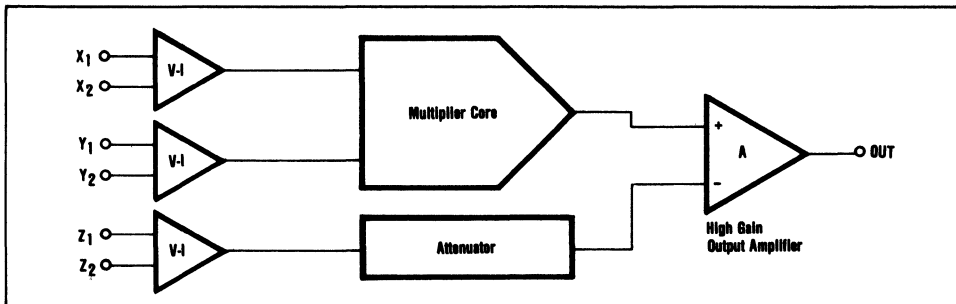 X1
X2
V-I
Multiplier Core
Y1
Y2
V-I
Z1
Z2
V-I
Attenuator
+
A
−
OUT
High Gain
Output Amplifier